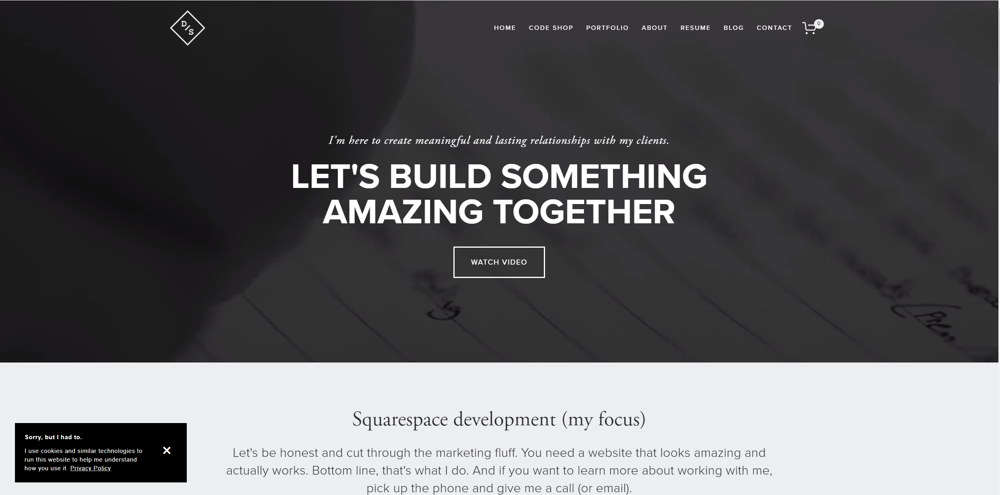 D/S
HOME CODE SHOP PORTFOLIO ABOUT RESUME BLOG CONTACT 0
I'm here to create meaningful and lasting relationships with my clients.
LET'S BUILD SOMETHING
AMAZING TOGETHER
WATCH VIDEO
Squarespace development (my focus)
Let's be honest and cut through the marketing fluff. You need a website that looks amazing and
actually works. Bottom line, that's what I do. And if you want to learn more about working with me,
pick up the phone and give me a call (or email).
Sorry, but I had to.
I use cookies and similar technologies to
run this website to help me understand
how you use it. Privacy Policy